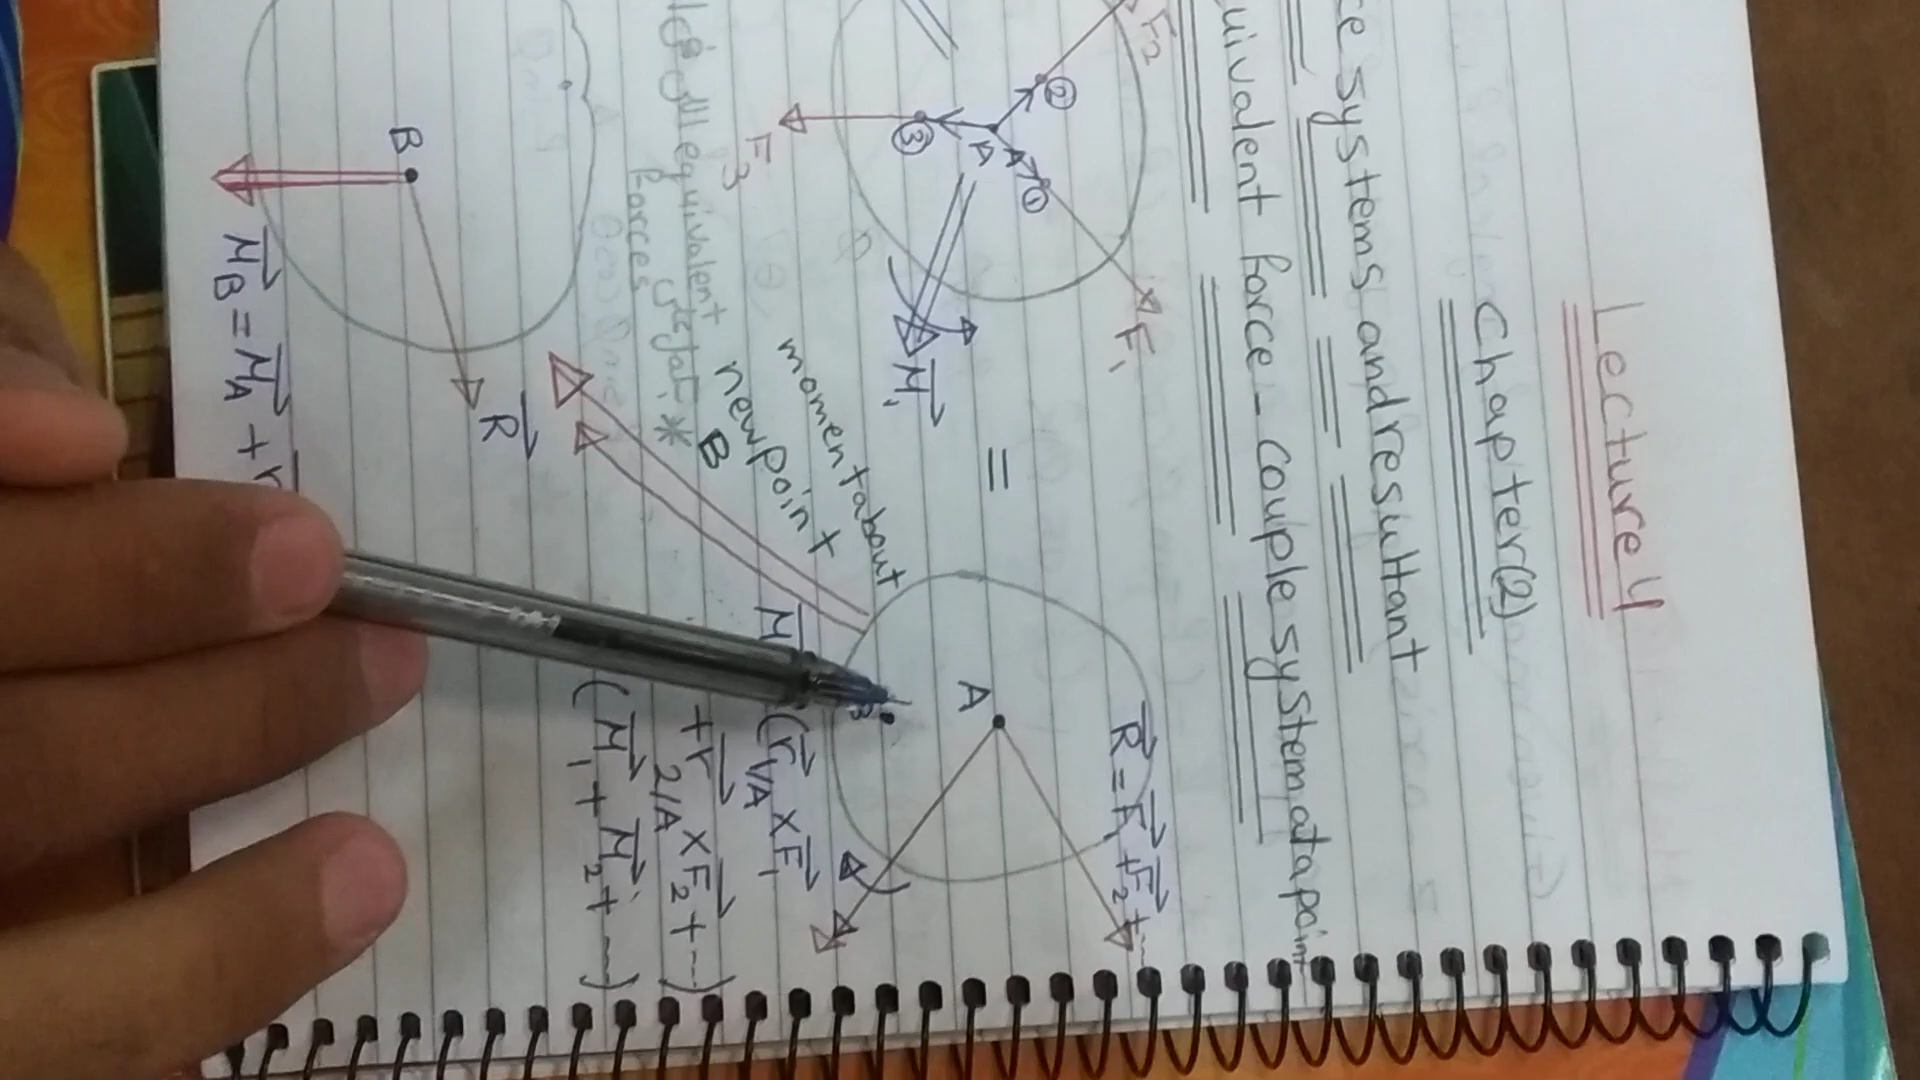 Lecture 4
Chapter(2)
ce systems and resultant
uivalent force - couple system at a point
F2
②
①
A
③
F1
F3
M1
=
R = F1 + F2 + ...
A
B
(r1/A × F1
+ r2/A × F2 + ...)
(M1 + M2 + ...)
moment about
new point
B
equivalent
forces
B
R
MB = MA + r